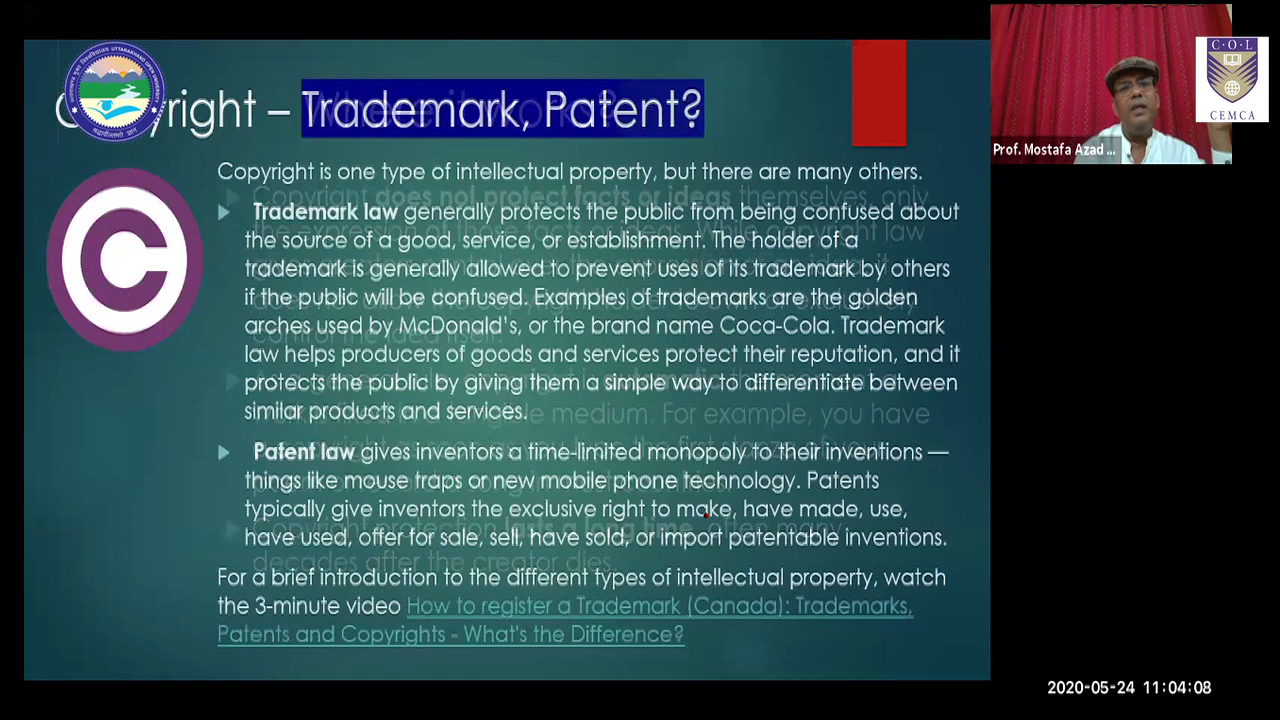 Copyright – Trademark, Patent?
Copyright is one type of intellectual property, but there are many others.
Trademark law generally protects the public from being confused about
the source of a good, service, or establishment. The holder of a
trademark is generally allowed to prevent uses of its trademark by others
if the public will be confused. Examples of trademarks are the golden
arches used by McDonald's, or the brand name Coca-Cola. Trademark
law helps producers of goods and services protect their reputation, and it
protects the public by giving them a simple way to differentiate between
similar products and services.
Patent law gives inventors a time-limited monopoly to their inventions —
things like mouse traps or new mobile phone technology. Patents
typically give inventors the exclusive right to make, have made, use,
have used, offer for sale, sell, have sold, or import patentable inventions.
For a brief introduction to the different types of intellectual property, watch
the 3-minute video How to register a Trademark (Canada): Trademarks,
Patents and Copyrights - What's the Difference?
Prof. Mostafa Azad ...
C·O·L
CEMCA
2020-05-24 11:04:08